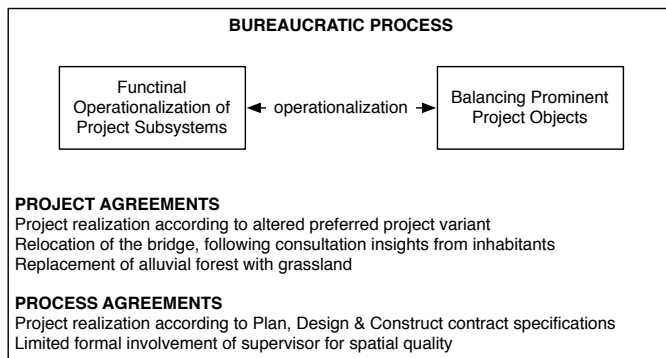 BUREAUCRATIC PROCESS
Functinal
Operationalization of
Project Subsystems
operationalization
Balancing Prominent
Project Objects
PROJECT AGREEMENTS
Project realization according to altered preferred project variant
Relocation of the bridge, following consultation insights from inhabitants
Replacement of alluvial forest with grassland
PROCESS AGREEMENTS
Project realization according to Plan, Design & Construct contract specifications
Limited formal involvement of supervisor for spatial quality